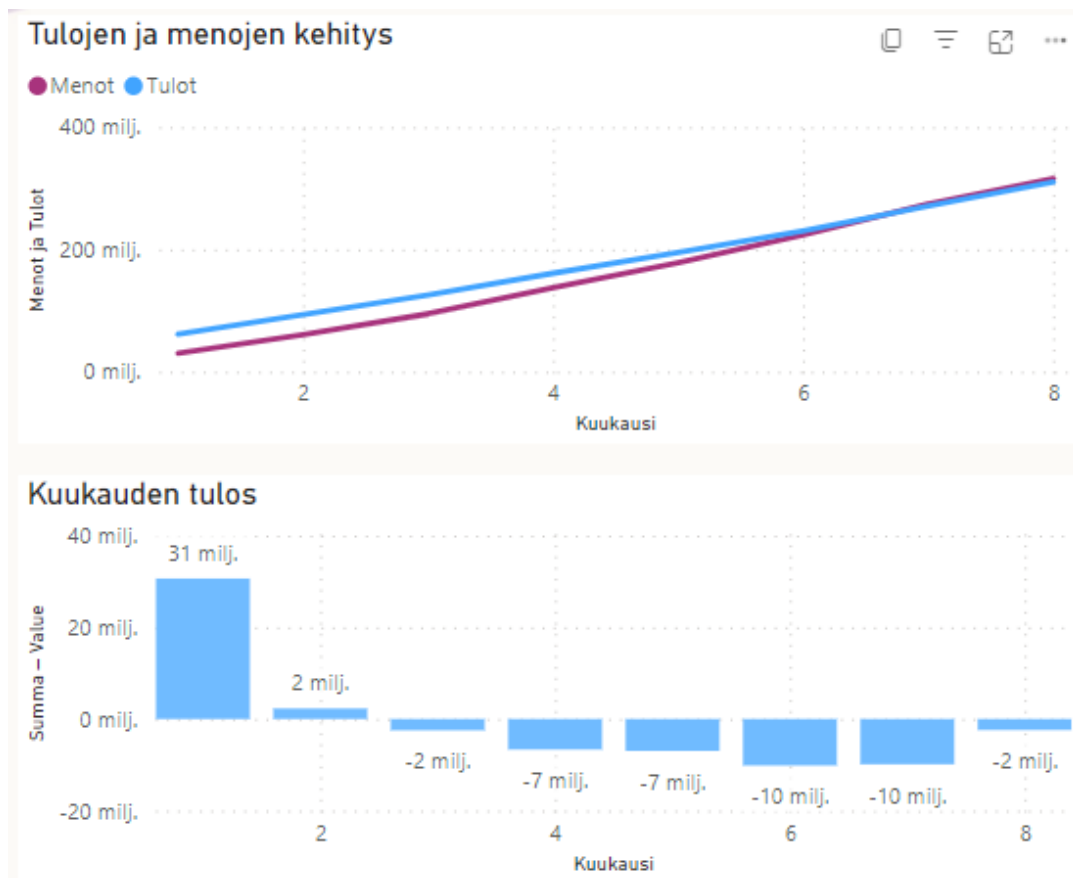 Tulojen ja menojen kehitys
Menot Tulot
400 milj.
200 milj.
0 milj.
Menot ja Tulot
2 4 6 8
Kuukausi
Kuukauden tulos
40 milj.
20 milj.
0 milj.
-20 milj.
Summa – Value
31 milj.
2 milj.
-2 milj.
-7 milj.
-7 milj.
-10 milj.
-10 milj.
-2 milj.
2 4 6 8
Kuukausi